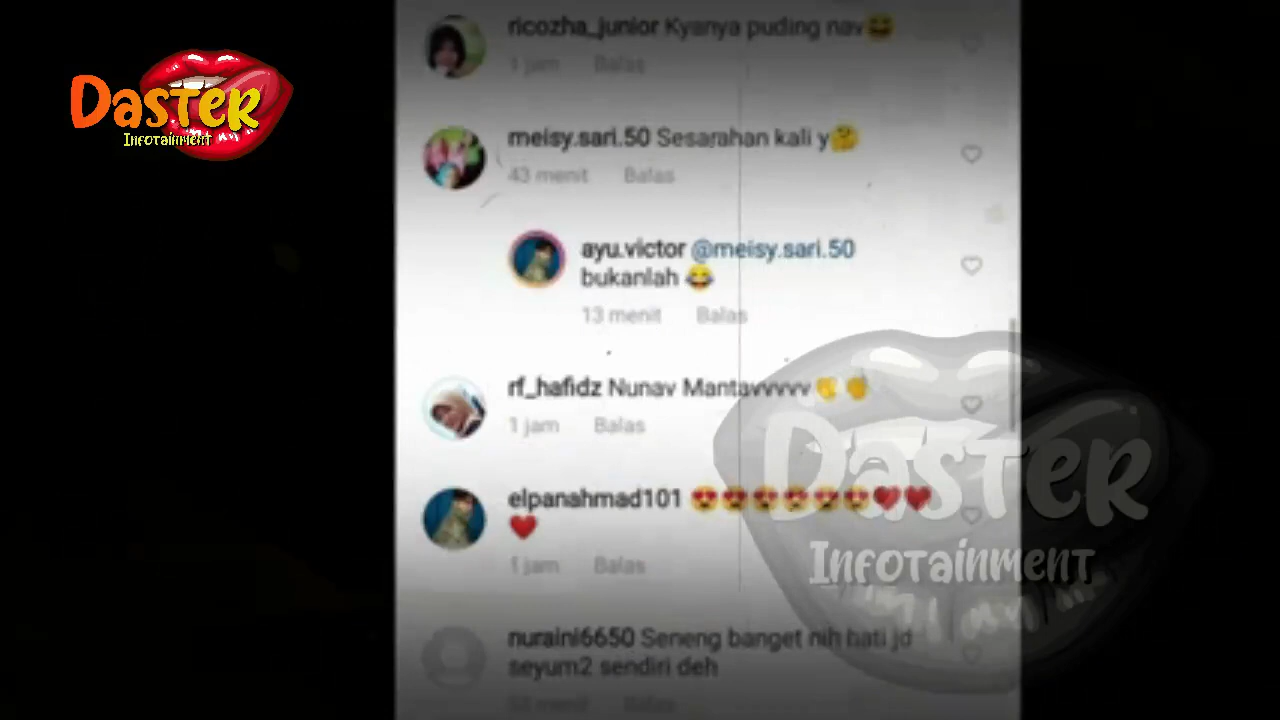 DASTER
INFOTAINMENT
ricozha_junior Kyanya puding nav😄
1 jam Balas
meisy.sari.50 Sesarahan kali y🤔
43 menit Balas
ayu.victor @meisy.sari.50
bukanlah 😂
13 menit Balas
rf_hafidz Nunav Mantavvvvv 👏👏
1 jam Balas
elpanahmad101 😍😍😍😍😍😍❤️❤️
❤️
1 jam Balas
nuraini6650 Seneng banget nih hati jd
seyum2 sendiri deh
menit Balas
DASTER
INFOTAINMENT